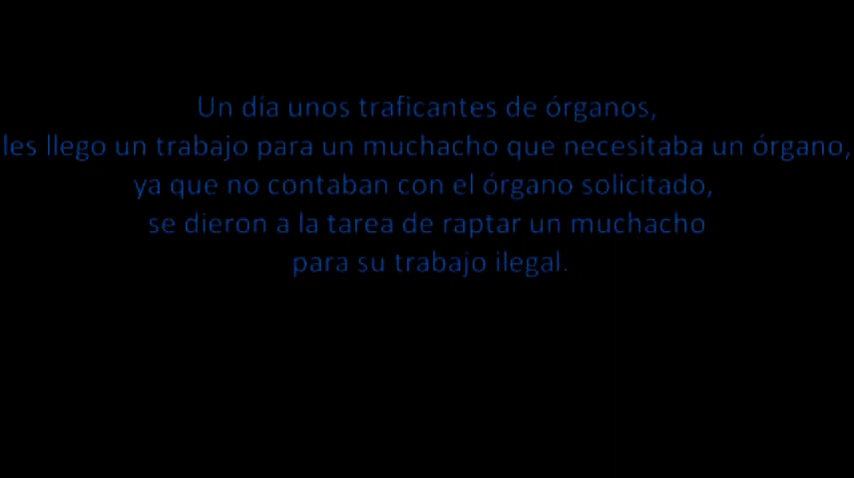 Un día unos traficantes de órganos,
les llego un trabajo para un muchacho que necesitaba un órgano,
ya que no contaban con el órgano solicitado,
se dieron a la tarea de raptar un muchacho
para su trabajo ilegal.